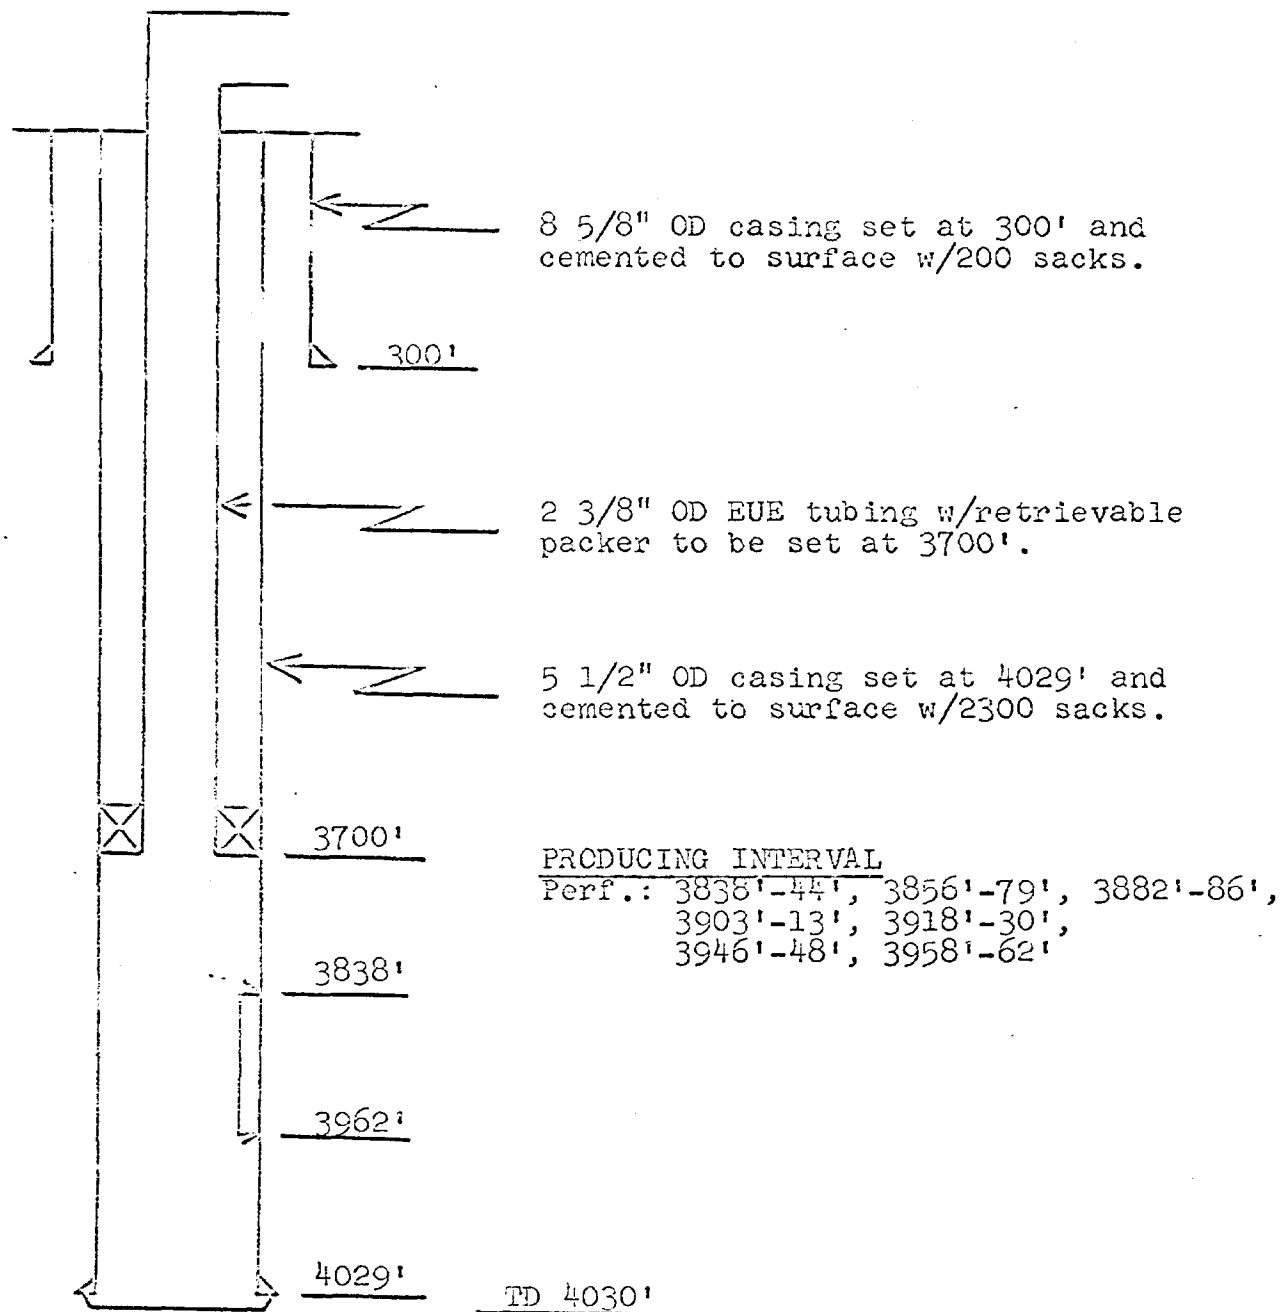 8 5/8" OD casing set at 300' and
cemented to surface w/200 sacks.
300'
2 3/8" OD EUE tubing w/retrievable
packer to be set at 3700'.
5 1/2" OD casing set at 4029' and
cemented to surface w/2300 sacks.
3700'
PRODUCING INTERVAL
Perf.: 3838'-44', 3856'-79', 3882'-86',
3903'-13', 3918'-30',
3946'-48', 3958'-62'
3838'
3962'
4029'
TD 4030'